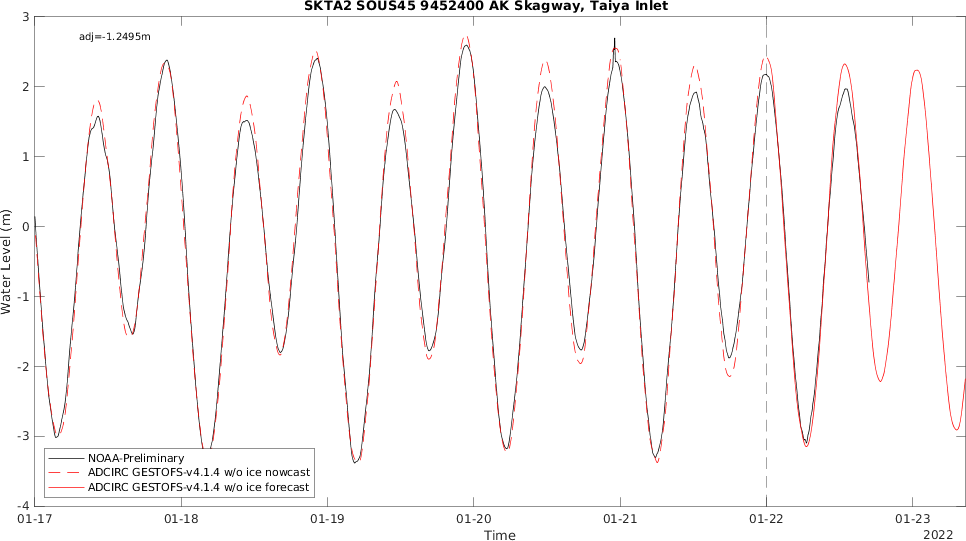 SKTA2 SOUS45 9452400 AK Skagway, Taiya Inlet
adj=-1.2495m
3
2
1
0
-1
-2
-3
-4
Water Level (m)
NOAA-Preliminary
ADCIRC GESTOFS-v4.1.4 w/o ice nowcast
ADCIRC GESTOFS-v4.1.4 w/o ice forecast
01-17 01-18 01-19 01-20 01-21 01-22 01-23
Time
2022